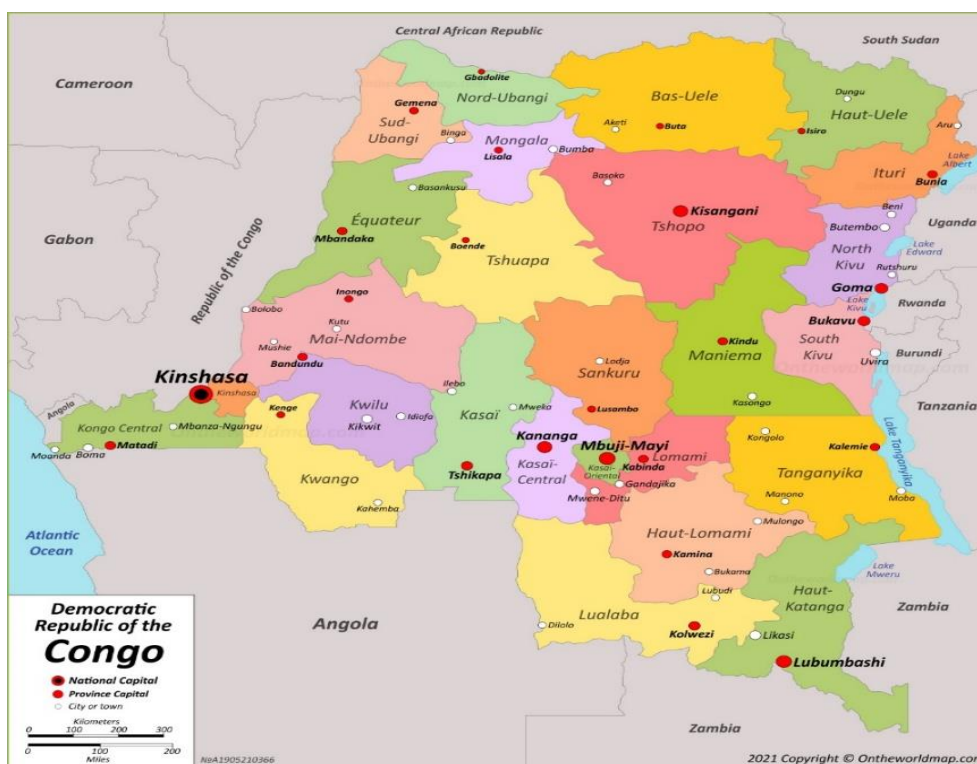 Central African Republic
South Sudan
Cameroon
Gbadolite
Nord-Ubangi
Bas-Uele
Dungu
Haut-Uele
Gemena
Sud-
Ubangi
Binga
Mongala
Lisala
Bumba
Aketi
Buta
Isiro
Aru
Lake
Albert
Ituri
Bunia
Basankusu
Basoko
Équateur
Mbandaka
Boende
Tshuapa
Kisangani
Tshopo
Beni
Butembo
North
Kivu
Uganda
Lake
Edward
Rutshuru
Goma
Lake
Kivu
Rwanda
Gabon
Republic of the Congo
Inongo
Bolobo
Kutu
Mai-Ndombe
Mushie
Bandundu
Kindu
Maniema
Bukavu
South
Kivu
Uvira
Burundi
Lodja
Sankuru
Kasongo
Tanzania
Kinshasa
Kinshasa
Ilebo
Angola
Kongo Central
Mbanza-Ngungu
Matadi
Boma
Moanda
Kenge
Kwilu
Kikwit
Idiofa
Kasaï
Mweka
Lusambo
Kananga
Mbuji-Mayi
Kasaï-
Oriental
Kabinda
Lomami
Kongolo
Kalemie
Lake Tanganyika
Tanganyika
Kwango
Tshikapa
Kasaï-
Central
Gandajika
Mwene-Ditu
Manono
Moba
Kahemba
Atlantic
Ocean
Haut-Lomami
Mulongo
Kamina
Bukama
Lake
Mweru
Lubudi
Haut-
Katanga
Zambia
Angola
Dilolo
Lualaba
Kolwezi
Likasi
Lubumbashi
Zambia
Democratic
Republic of the
Congo
National Capital
Province Capital
City or town
Kilometers
0 100 200 300
0 100 200
Miles
2021 Copyright © Ontheworldmap.com